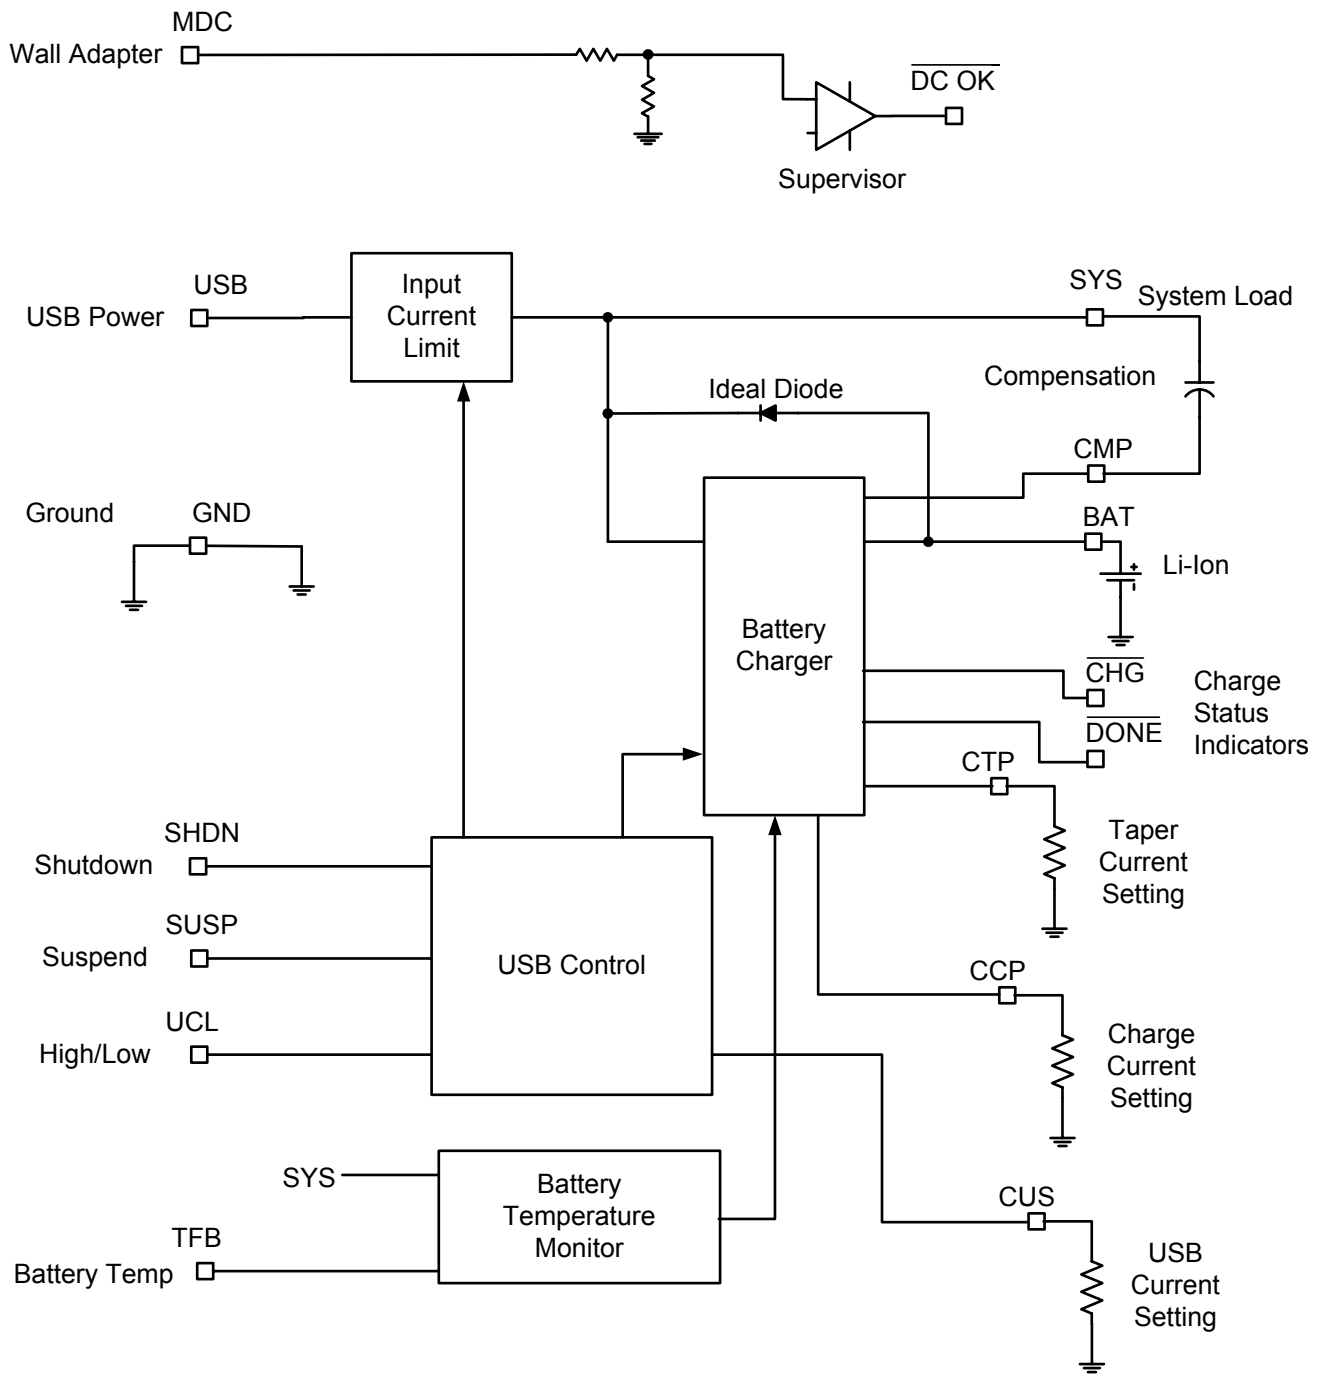 MDC
Wall Adapter
DC OK
Supervisor
USB
USB Power
Input
Current
Limit
SYS
System Load
Ideal Diode
Compensation
CMP
Ground
GND
BAT
+
-
Li-Ion
Battery
Charger
CHG
DONE
Charge
Status
Indicators
CTP
Taper
Current
Setting
SHDN
Shutdown
SUSP
Suspend
UCL
High/Low
USB Control
CCP
Charge
Current
Setting
SYS
Battery
Temperature
Monitor
TFB
Battery Temp
CUS
USB
Current
Setting